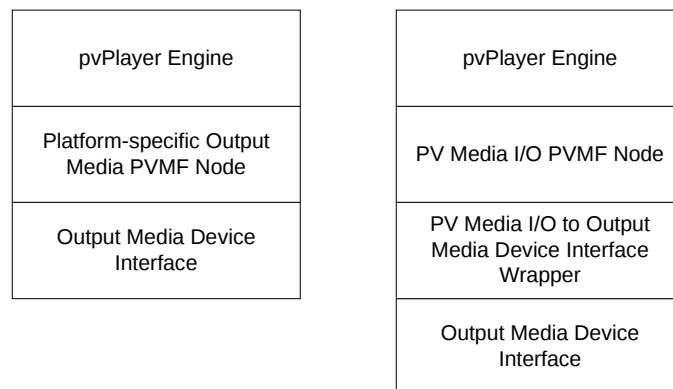 pvPlayer Engine
Platform-specific Output
Media PVMF Node
Output Media Device
Interface
pvPlayer Engine
PV Media I/O PVMF Node
PV Media I/O to Output
Media Device Interface
Wrapper
Output Media Device
Interface